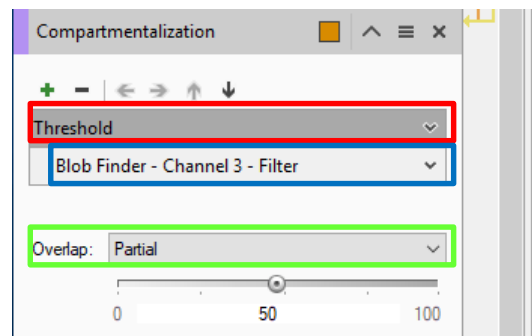 Compartmentalization
Threshold
Blob Finder - Channel 3 - Filter
Overlap: Partial
0 50 100